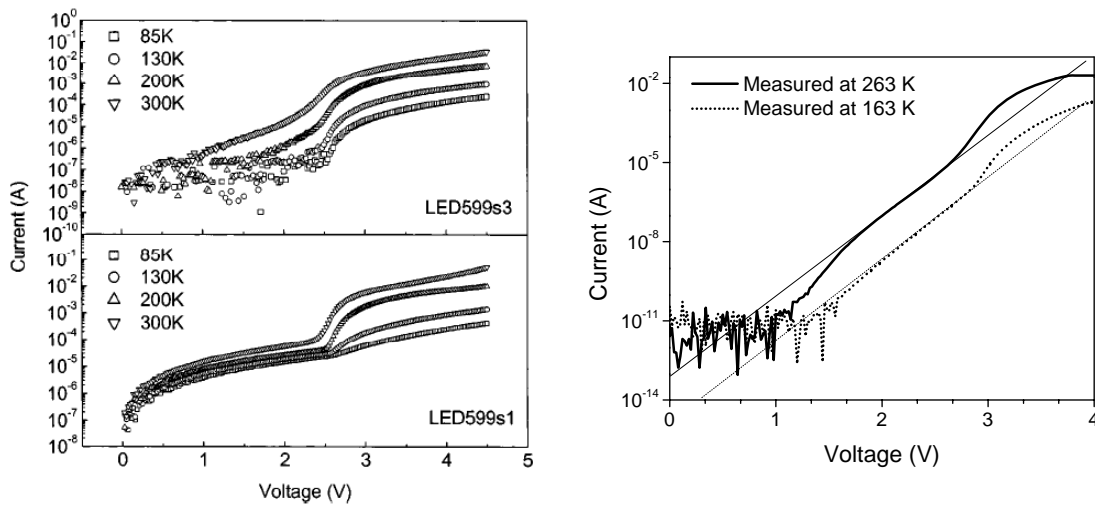 10^0
10^-1
10^-2
10^-3
10^-4
10^-5
10^-6
10^-7
10^-8
10^-9
10^-10
85K
130K
200K
300K
LED599s3
10^-1
10^-2
10^-3
10^-4
10^-5
10^-6
10^-7
10^-8
85K
130K
200K
300K
LED599s1
Current (A)
0 1 2 3 4 5
Voltage (V)
Measured at 263 K
Measured at 163 K
10^-2
10^-5
10^-8
10^-11
10^-14
Current (A)
0 1 2 3 4
Voltage (V)